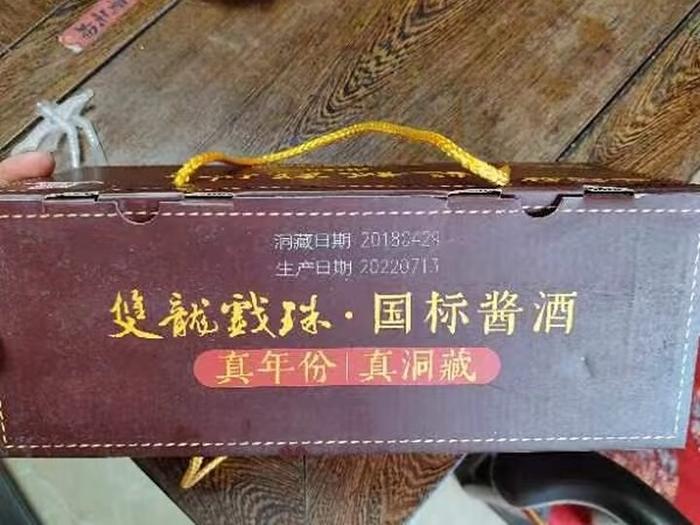 洞藏日期 20180429
生产日期 20220713
雙龍戲珠·国标酱酒
真年份 | 真洞藏